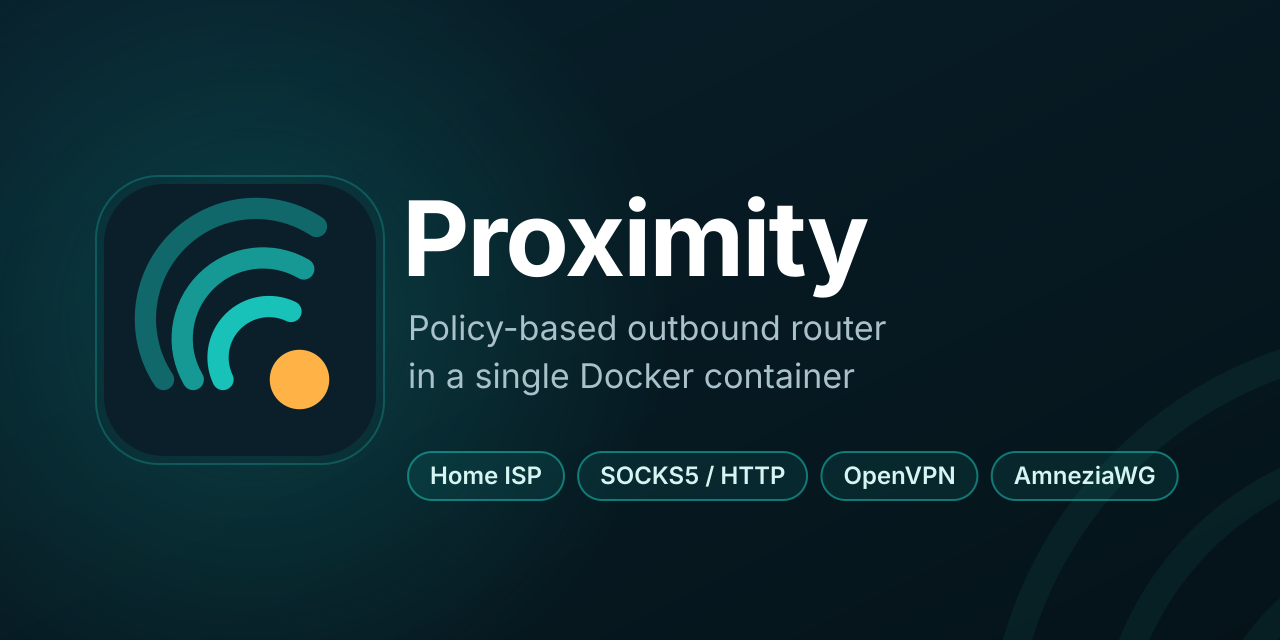 Proximity
Policy-based outbound router
in a single Docker container
Home ISP
SOCKS5 / HTTP
OpenVPN
AmneziaWG